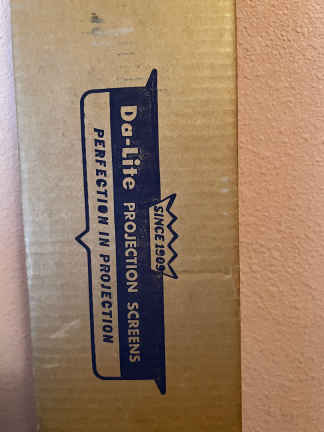 SINCE 1909
Da-Lite PROJECTION SCREENS
PERFECTION IN PROJECTION